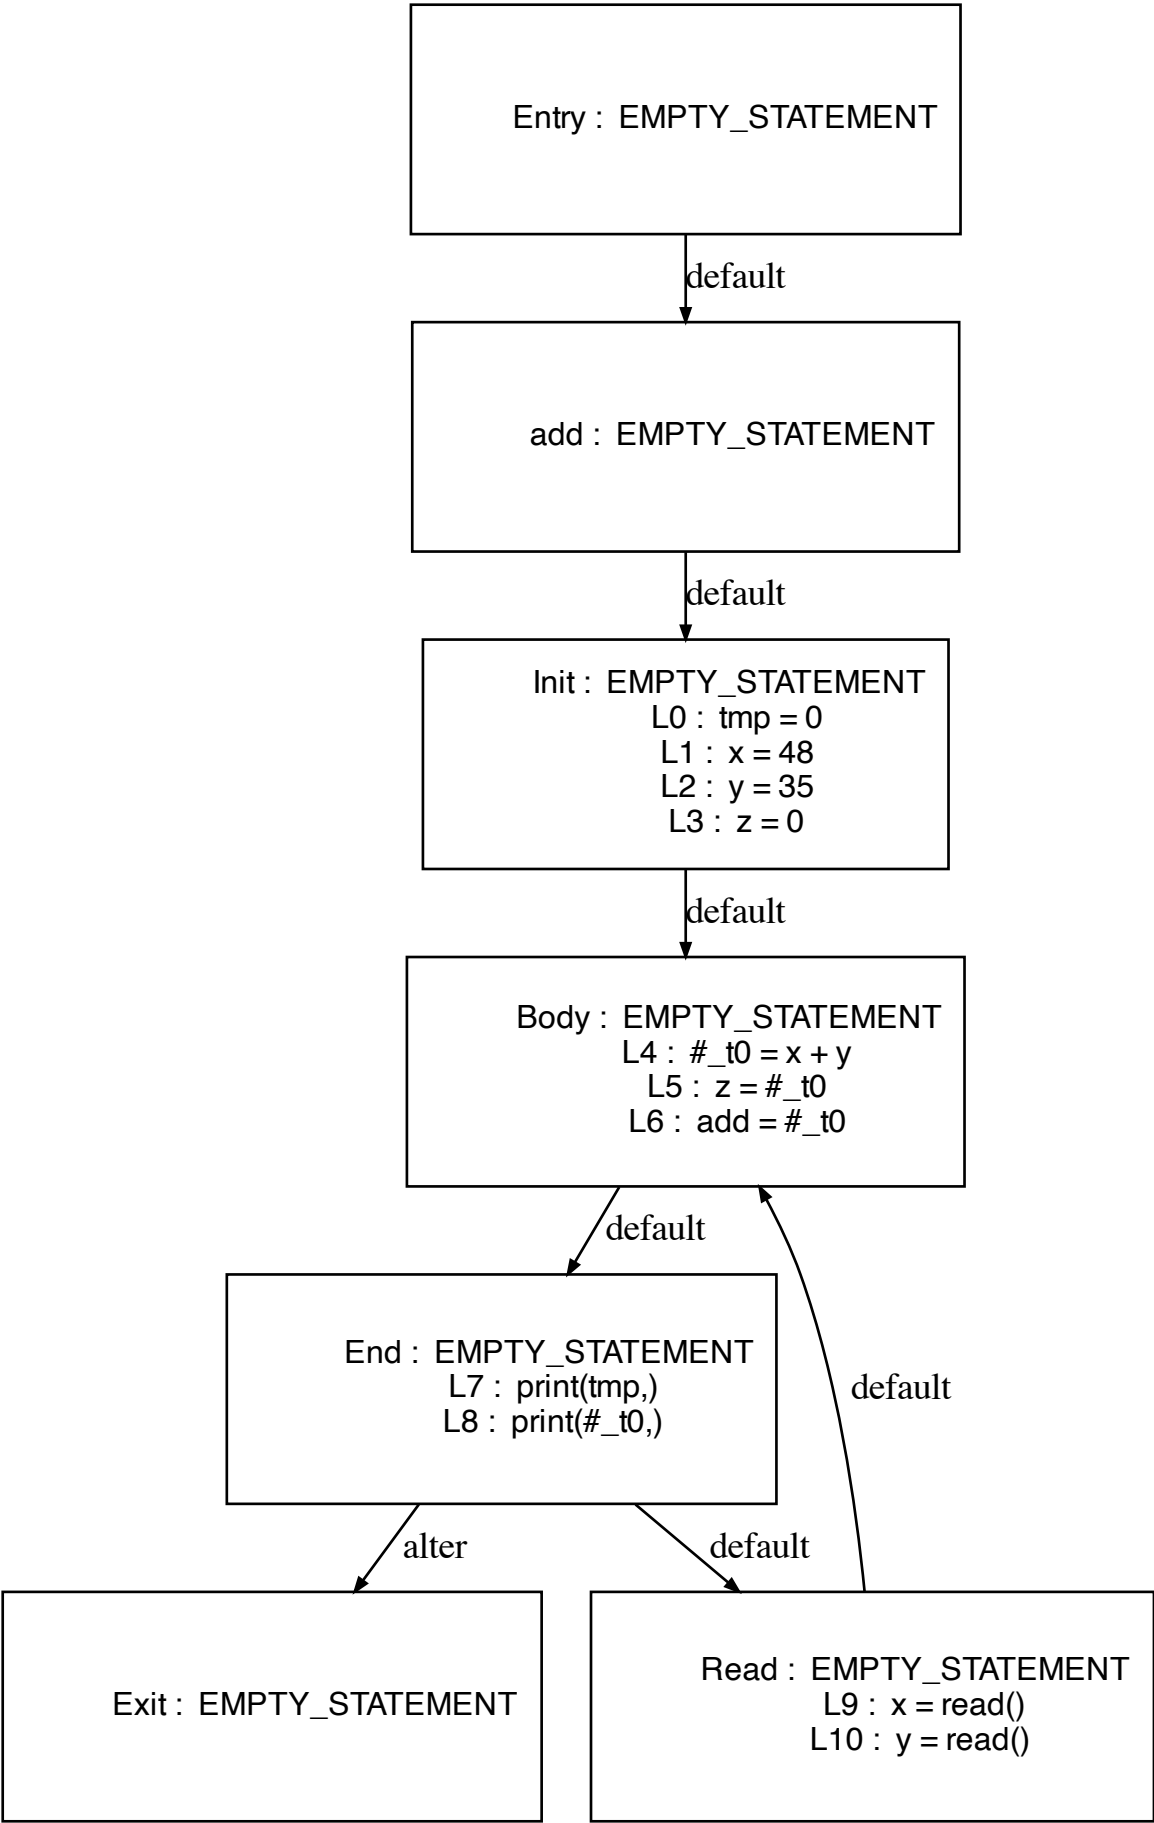 Entry : EMPTY_STATEMENT
default
add : EMPTY_STATEMENT
default
Init : EMPTY_STATEMENT
L0 : tmp = 0
L1 : x = 48
L2 : y = 35
L3 : z = 0
default
Body : EMPTY_STATEMENT
L4 : #_t0 = x + y
L5 : z = #_t0
L6 : add = #_t0
default
End : EMPTY_STATEMENT
L7 : print(tmp,)
L8 : print(#_t0,)
default
alter
default
Exit : EMPTY_STATEMENT
Read : EMPTY_STATEMENT
L9 : x = read()
L10 : y = read()